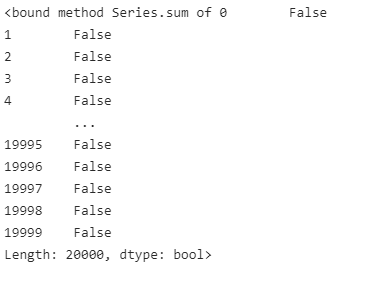 <bound method Series.sum of 0        False
1        False
2        False
3        False
4        False
         ...
19995    False
19996    False
19997    False
19998    False
19999    False
Length: 20000, dtype: bool>